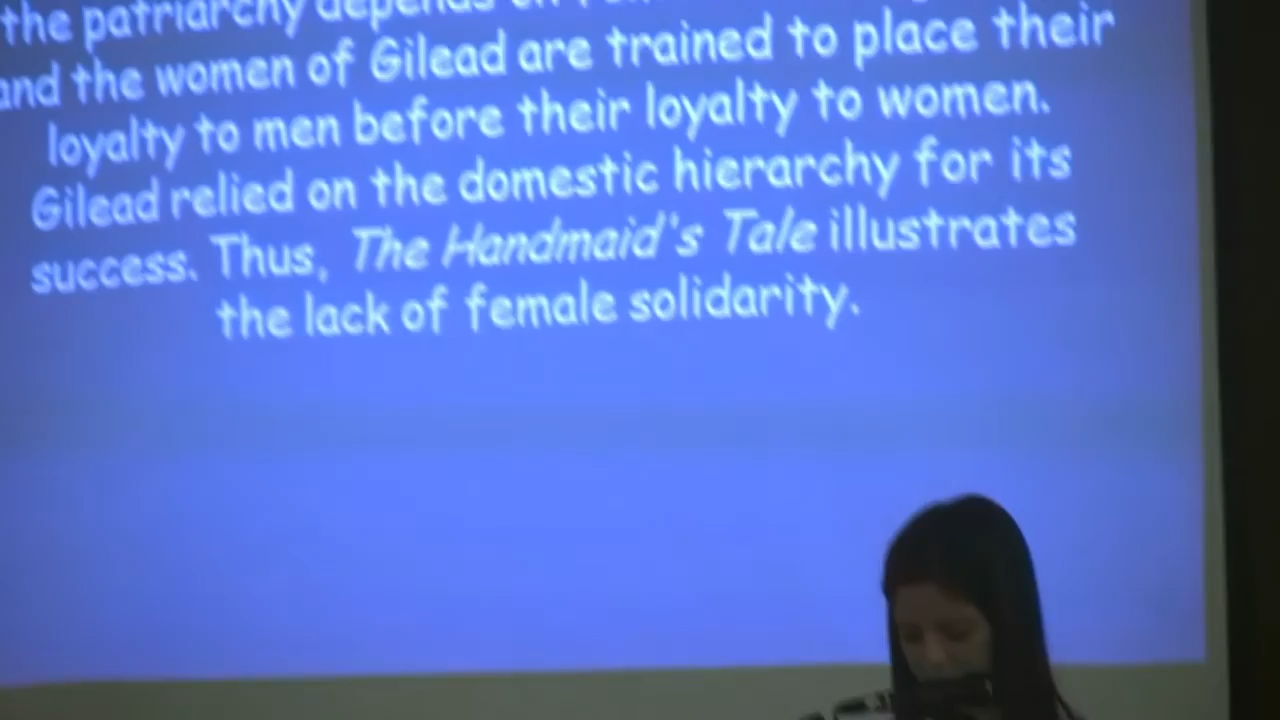 the patriarchy depends on
and the women of Gilead are trained to place their
loyalty to men before their loyalty to women.
Gilead relied on the domestic hierarchy for its
success. Thus, The Handmaid's Tale illustrates
the lack of female solidarity.